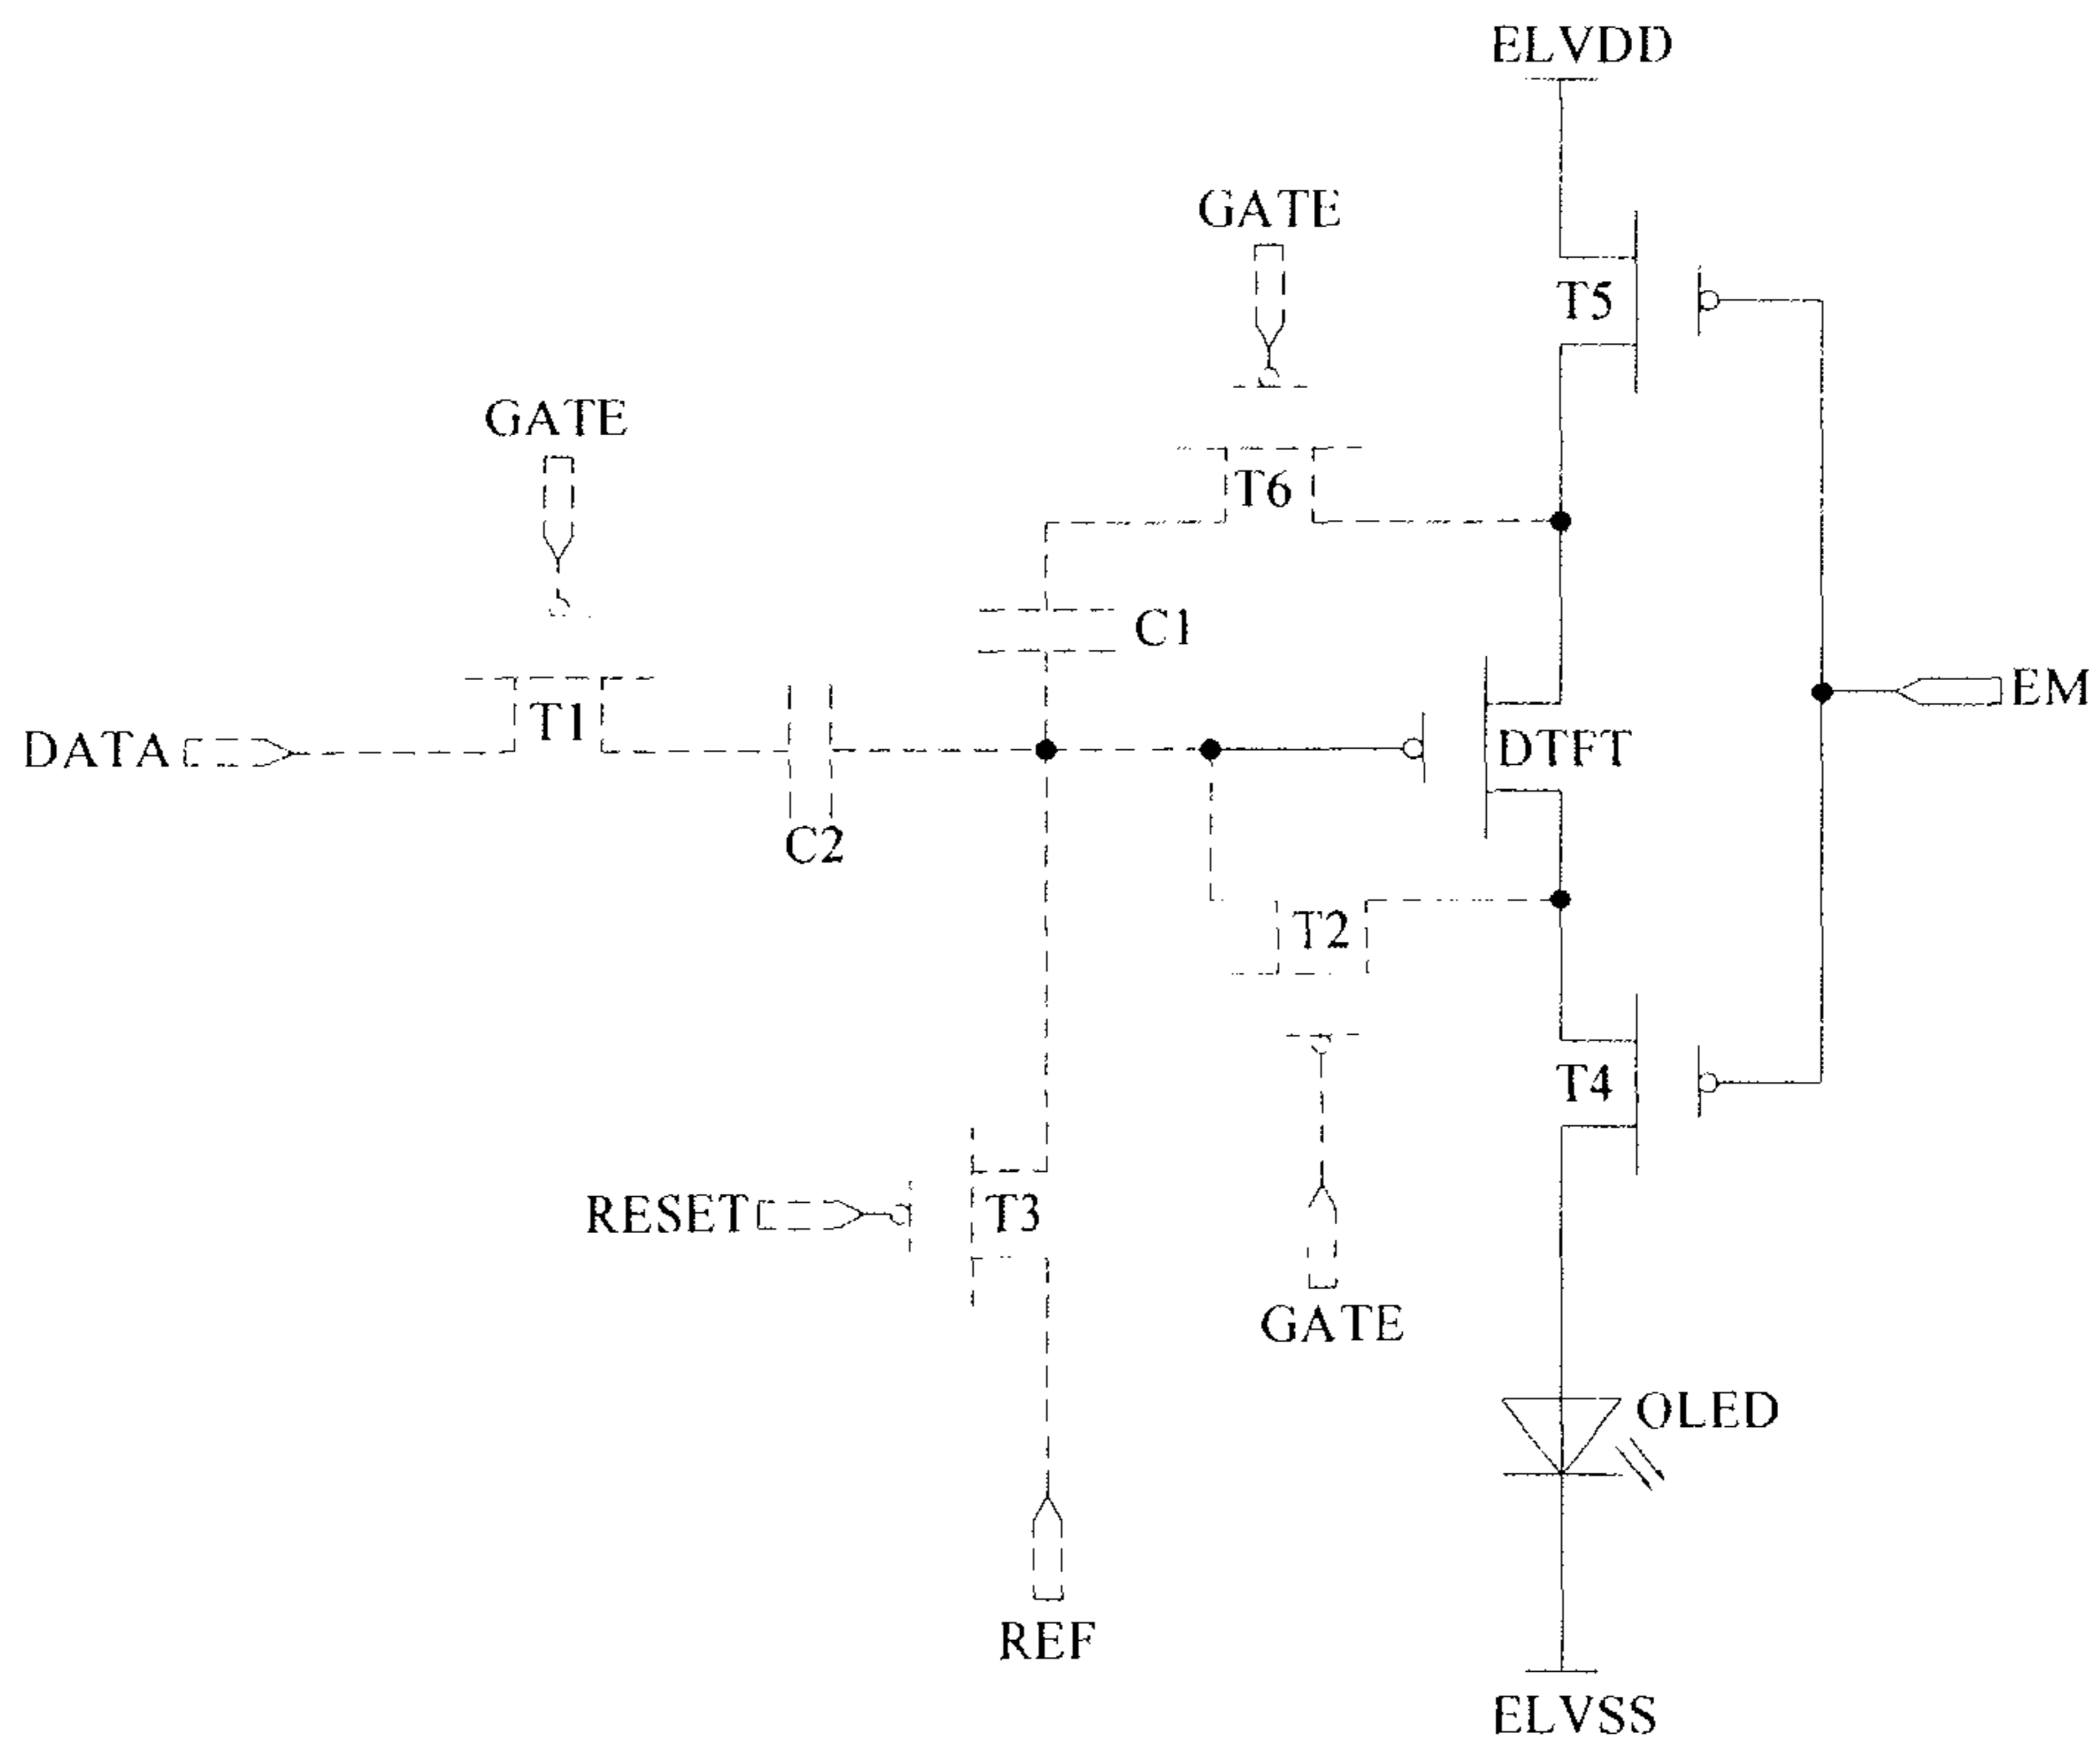 ELVDD
GATE
T5
GATE
T6
C1
EM
T1
DATA
DTFT
C2
T2
T4
RESET
T3
GATE
OLED
REF
ELVSS